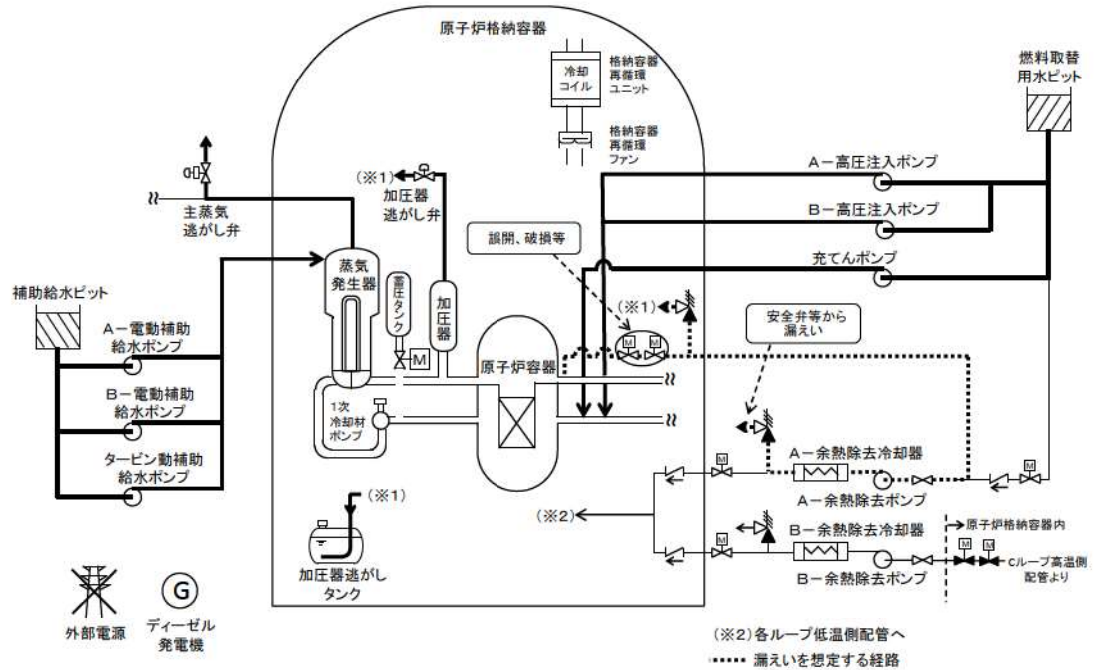 原子炉格納容器
冷却
コイル
格納容器
再循環
ユニット
格納容器
再循環
ファン
燃料取替
用水ピット
A－高圧注入ポンプ
B－高圧注入ポンプ
充てんポンプ
(※1)
加圧器
逃がし弁
主蒸気
逃がし弁
誤開、破損等
蒸気
発生器
蓄圧タンク
加圧器
(※1)
安全弁等から
漏えい
補助給水ピット
A－電動補助
給水ポンプ
B－電動補助
給水ポンプ
タービン動補助
給水ポンプ
M
M
M
原子炉容器
1次
冷却材
ポンプ
M
M
A－余熱除去冷却器
A－余熱除去ポンプ
(※2)
(※1)
加圧器逃がし
タンク
M
B－余熱除去冷却器
B－余熱除去ポンプ
原子炉格納容器内
M
M
Cループ高温側
配管より
外部電源
G
ディーゼル
発電機
(※2)各ループ低温側配管へ
漏えいを想定する経路